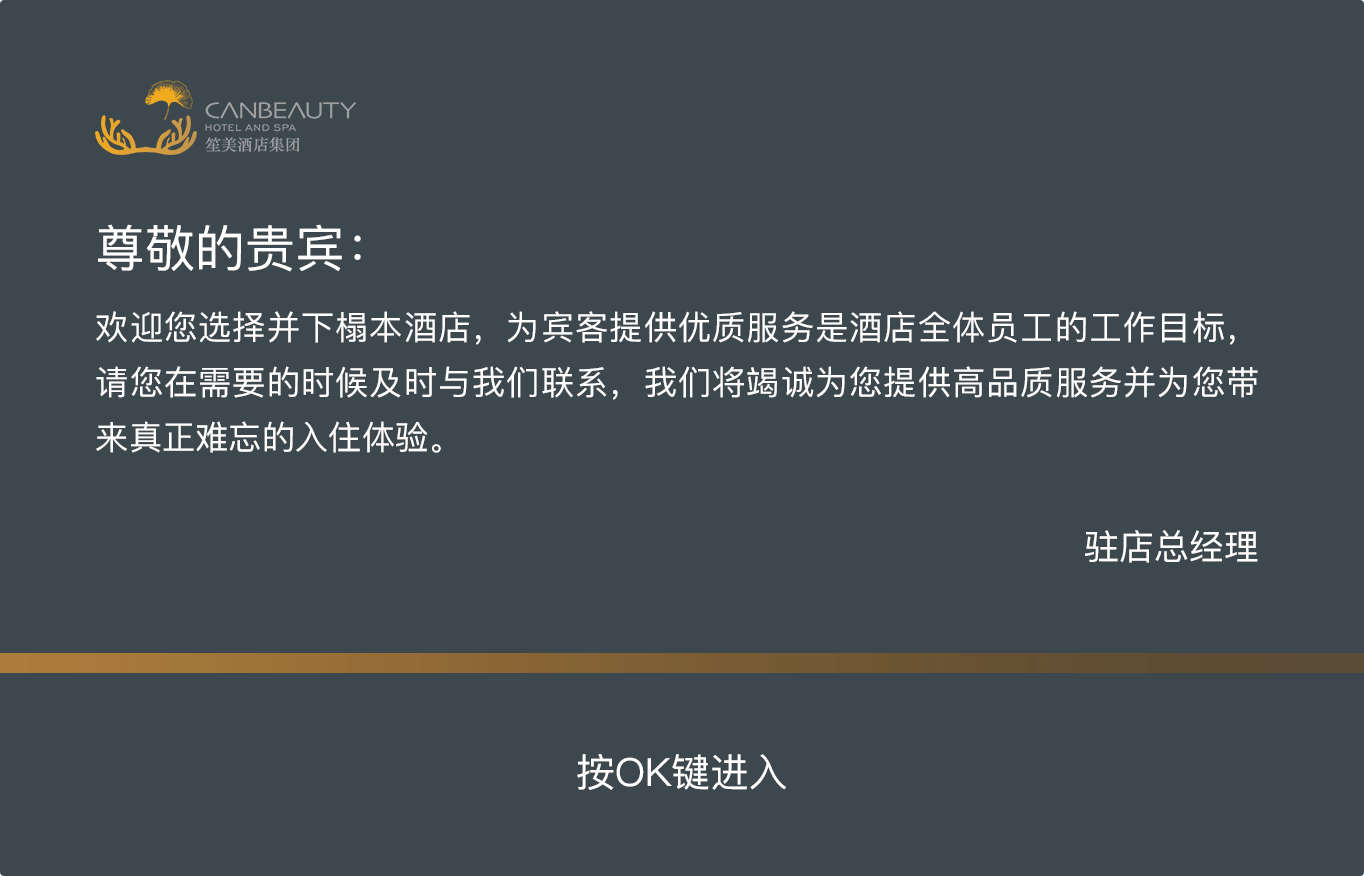 CANBEAUTY
HOTEL AND SPA
笙美酒店集团
尊敬的贵宾：
欢迎您选择并下榻本酒店，为宾客提供优质服务是酒店全体员工的工作目标，
请您在需要的时候及时与我们联系，我们将竭诚为您提供高品质服务并为您带
来真正难忘的入住体验。
驻店总经理
按OK键进入